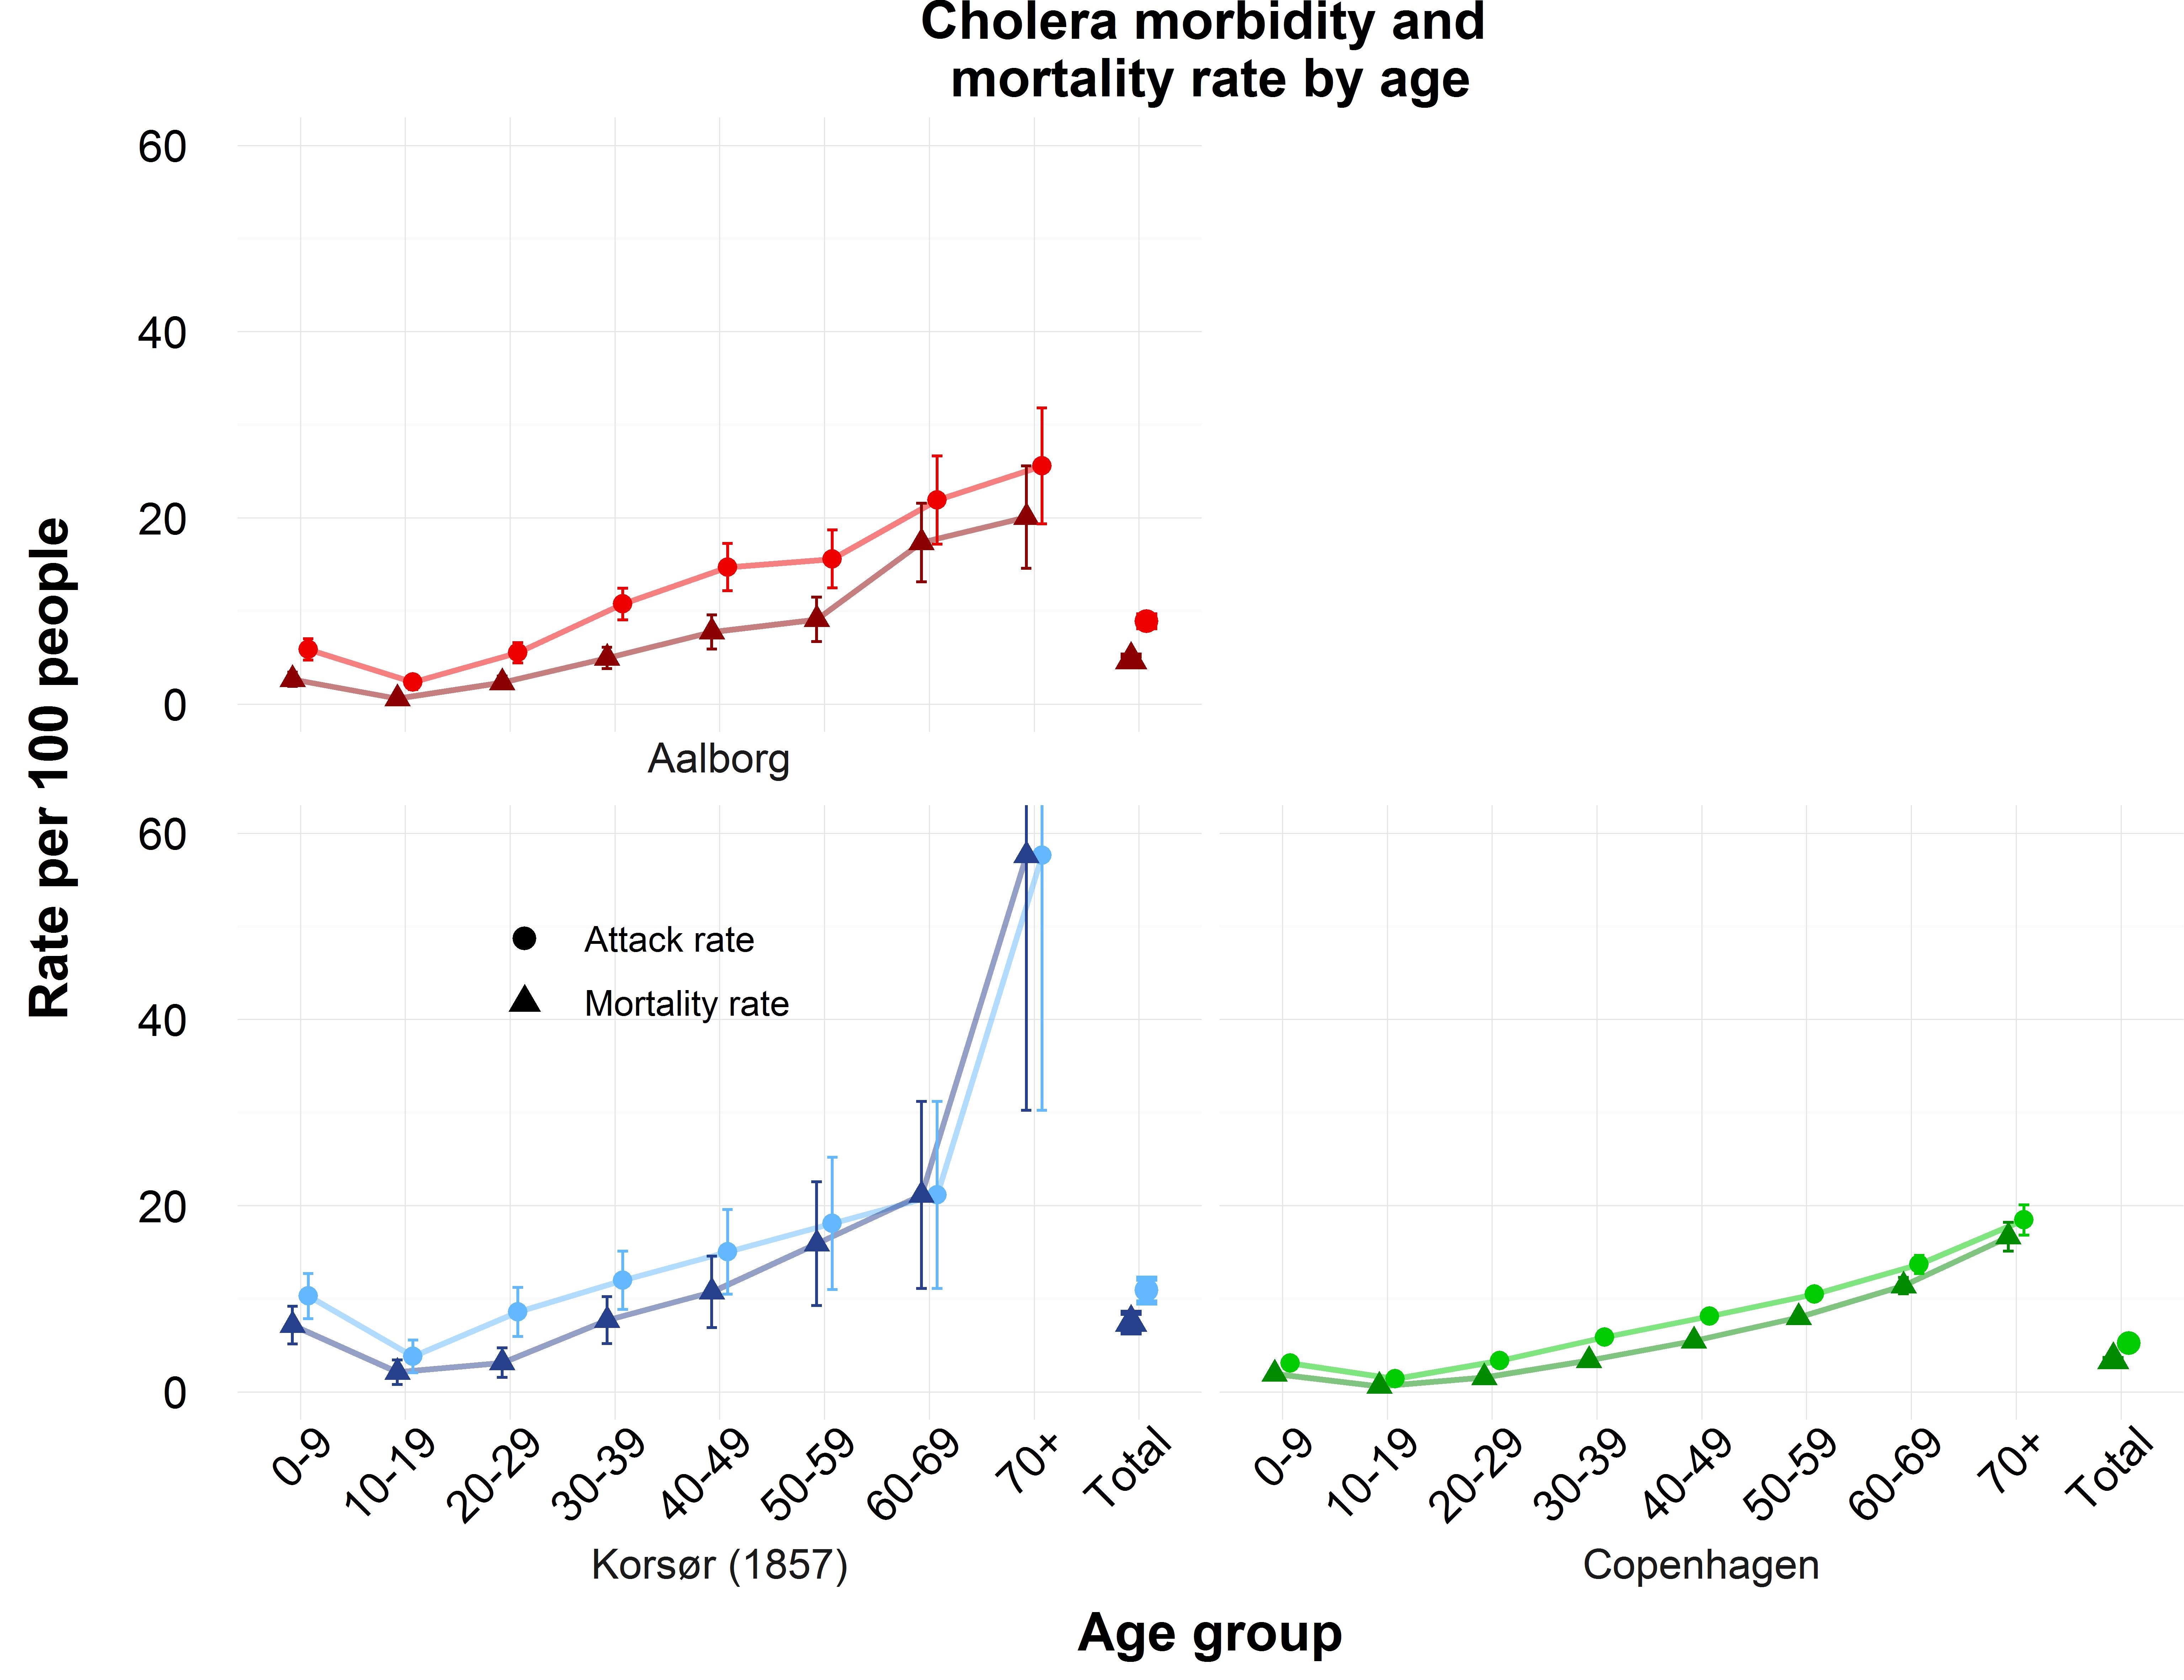 Cholera morbidity and
mortality rate by age
Rate per 100 people
60
40
20
0
Aalborg
60
40
20
0
Attack rate
Mortality rate
0-9 10-19 20-29 30-39 40-49 50-59 60-69 70+ Total
0-9 10-19 20-29 30-39 40-49 50-59 60-69 70+ Total
Korsør (1857)
Copenhagen
Age group